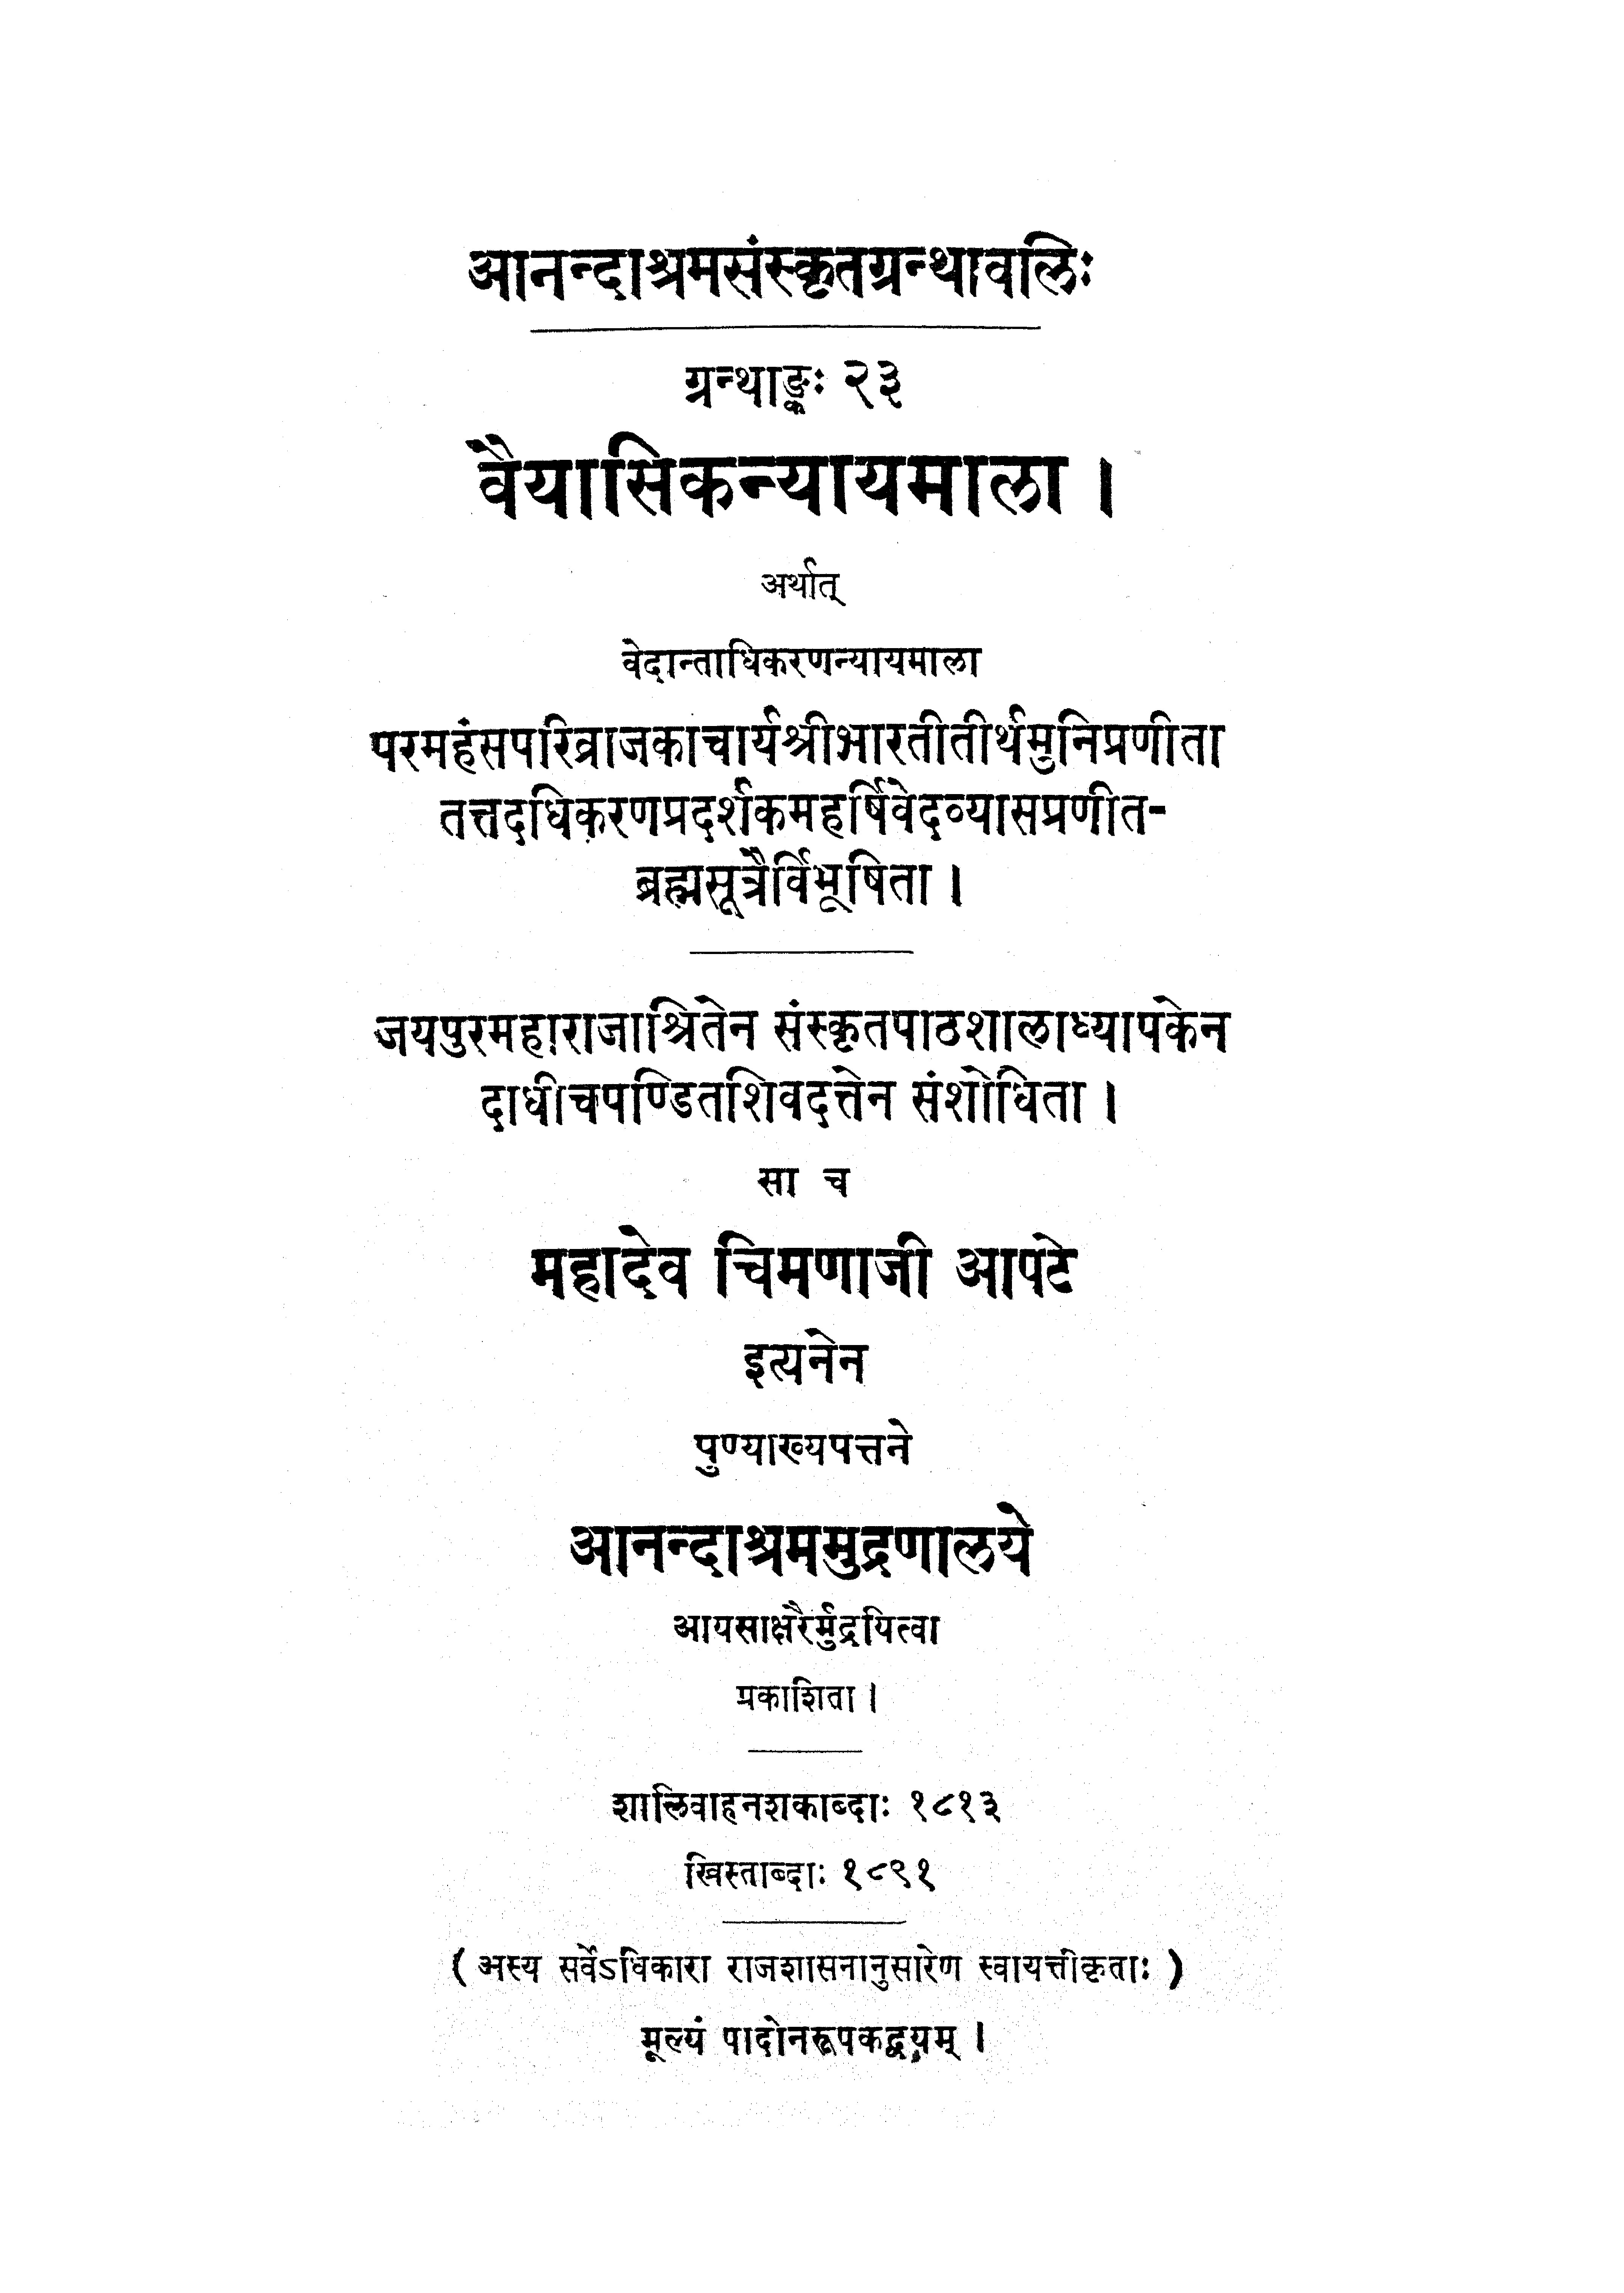 आनन्दाश्रमसंस्कृतग्रन्थावलिः
ग्रन्थाङ्कः २३
वैयासिकन्यायमाला ।
अर्थात्
वेदान्ताधिकरणन्यायमाला
परमहंसपरिव्राजकाचार्यश्रीभारतीतीर्थमुनिप्रणीता
तत्तदधिकरणप्रदर्शकमहर्षिवेदव्यासप्रणीत-
ब्रह्मसूत्रैर्विभूषिता ।
जयपुरमहाराजाश्रितेन संस्कृतपाठशालाध्यापकेन
दाधीचपण्डितशिवदत्तेन संशोधिता ।
सा च
महादेव चिमणाजी आपटे
इत्यनेन
पुण्याख्यपत्तने
आनन्दाश्रममुद्रणालये
आयसाक्षरैर्मुद्रयित्वा
प्रकाशिता ।
शालिवाहनशकाब्दाः १८१३
ख्रिस्ताब्दाः १८९१
( अस्य सर्वेऽधिकारा राजशासनानुसारेण स्वायत्तीकृताः )
मूल्यं पादोनरूपकद्वयम् ।